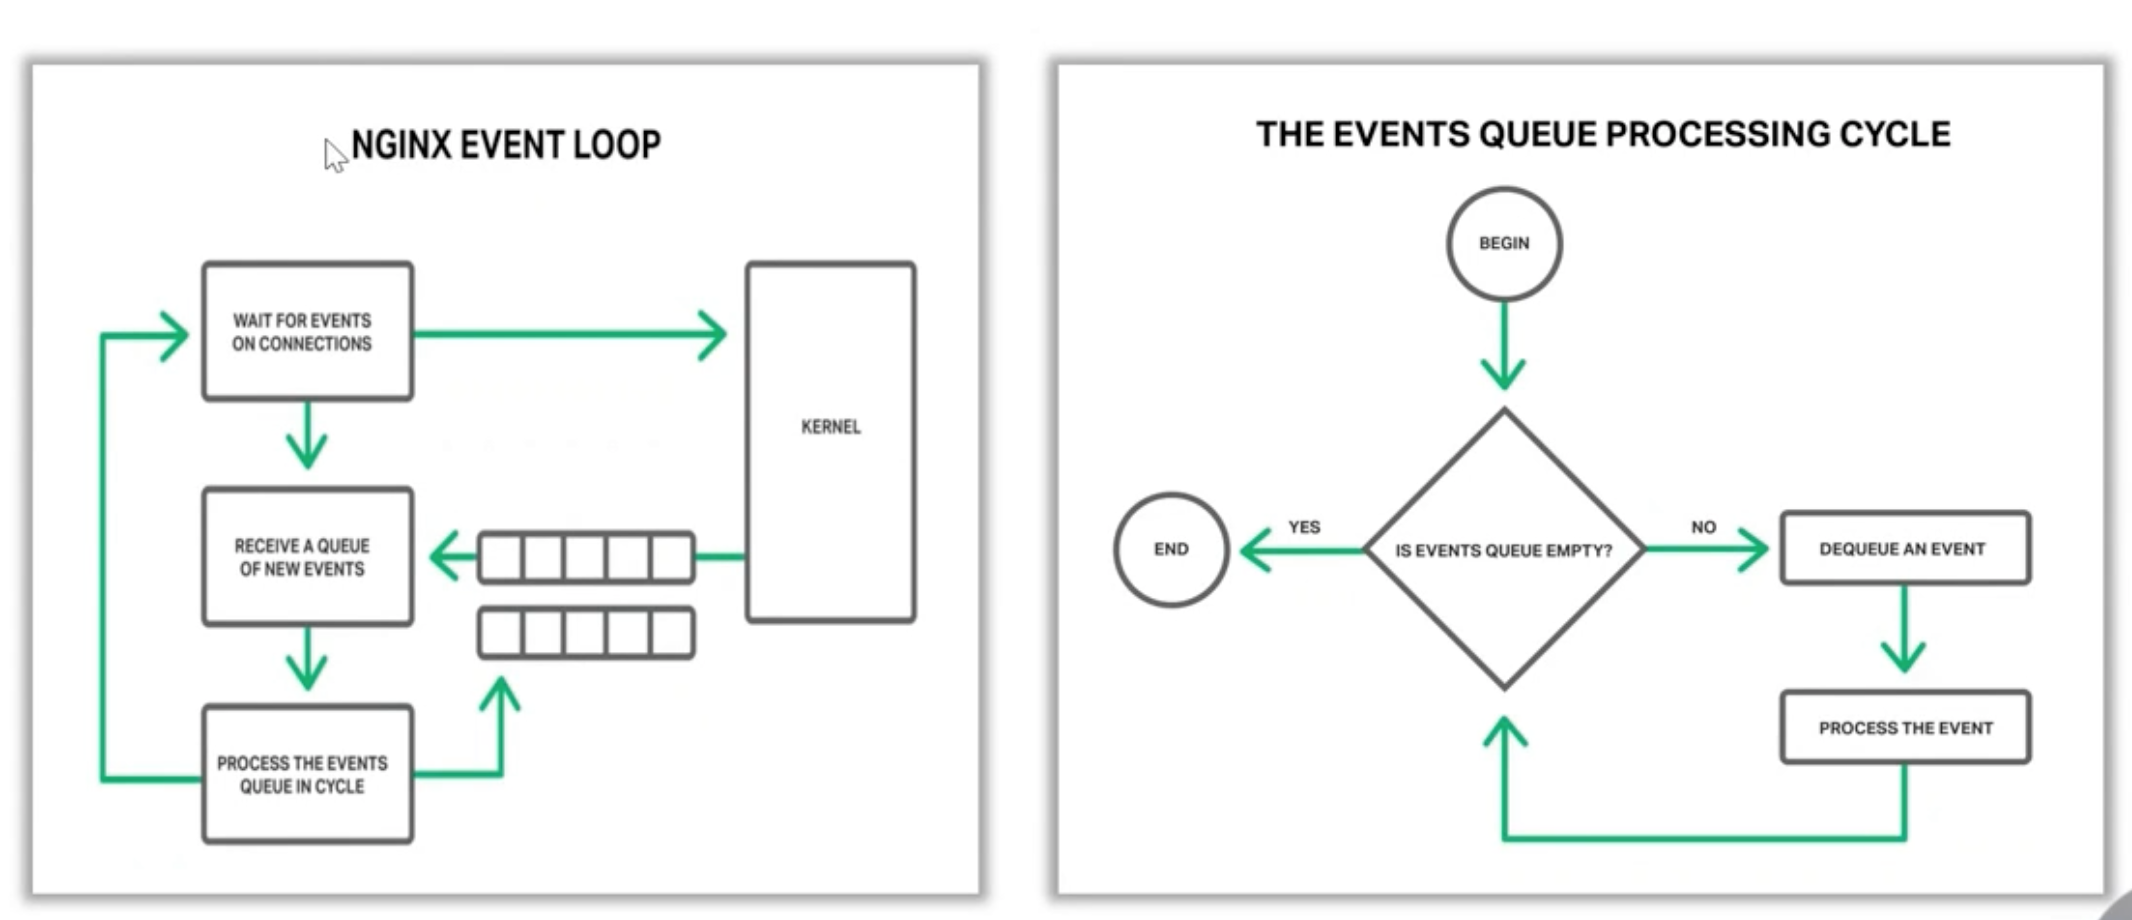 NGINX EVENT LOOP
WAIT FOR EVENTS
ON CONNECTIONS
KERNEL
RECEIVE A QUEUE
OF NEW EVENTS
PROCESS THE EVENTS
QUEUE IN CYCLE
THE EVENTS QUEUE PROCESSING CYCLE
BEGIN
END
YES
IS EVENTS QUEUE EMPTY?
NO
DEQUEUE AN EVENT
PROCESS THE EVENT